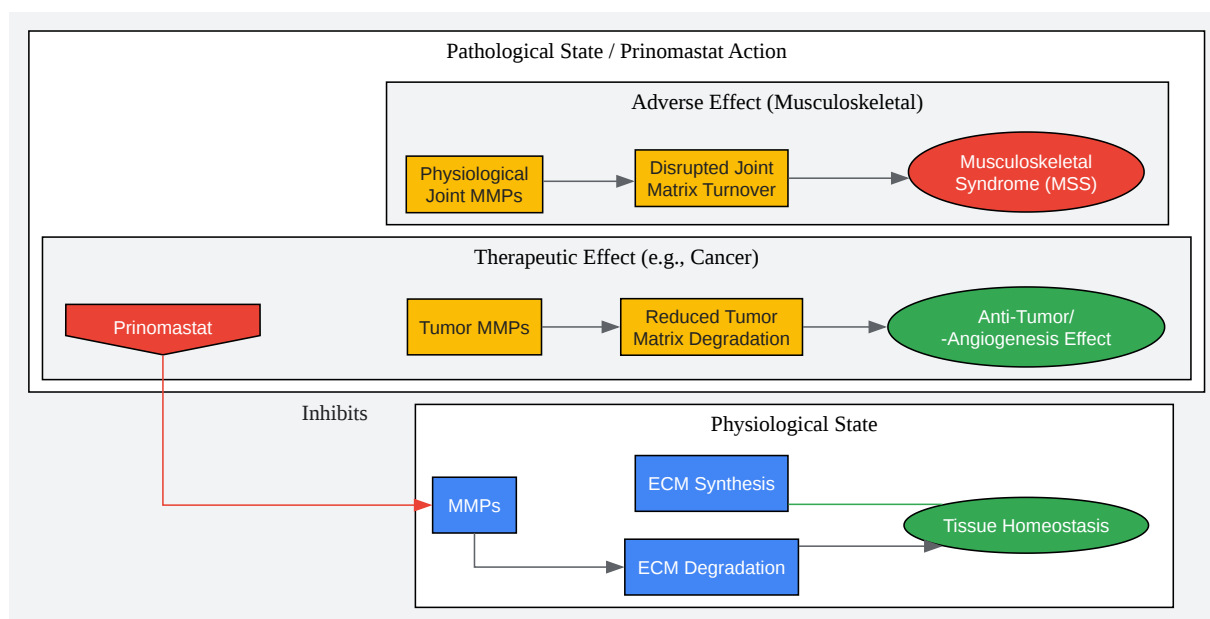 Pathological State / Prinomastat Action
Adverse Effect (Musculoskeletal)
Physiological
Joint MMPs
Disrupted Joint
Matrix Turnover
Musculoskeletal
Syndrome (MSS)
Therapeutic Effect (e.g., Cancer)
Prinomastat
Tumor MMPs
Reduced Tumor
Matrix Degradation
Anti-Tumor/
-Angiogenesis Effect
Inhibits
Physiological State
MMPs
ECM Synthesis
ECM Degradation
Tissue Homeostasis